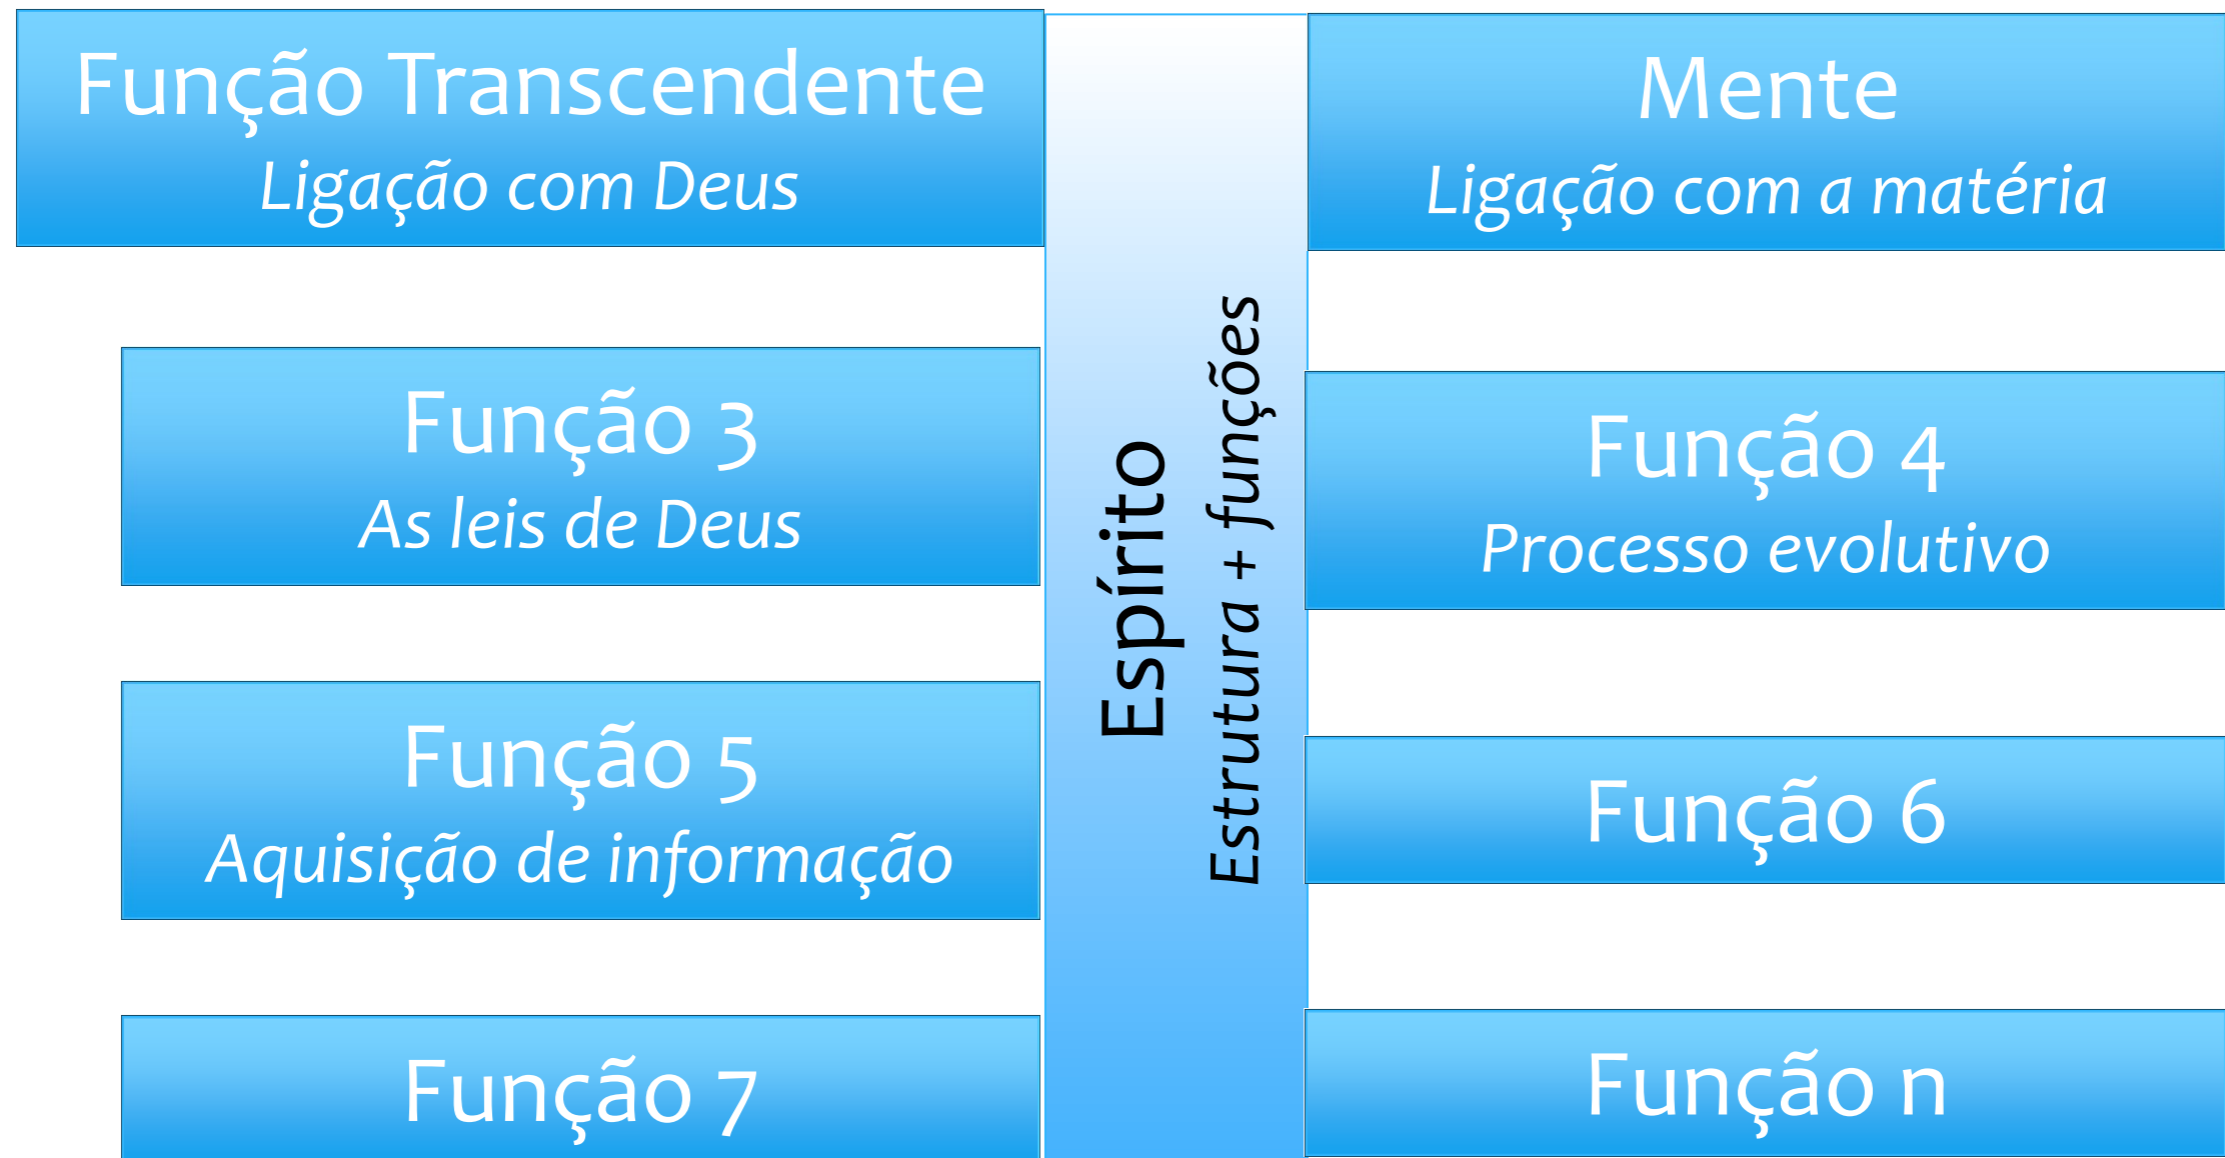 Função Transcendente
Ligação com Deus
Mente
Ligação com a matéria
Espírito
Estrutura + funções
Função 3
As leis de Deus
Função 4
Processo evolutivo
Função 5
Aquisição de informação
Função 6
Função 7
Função n